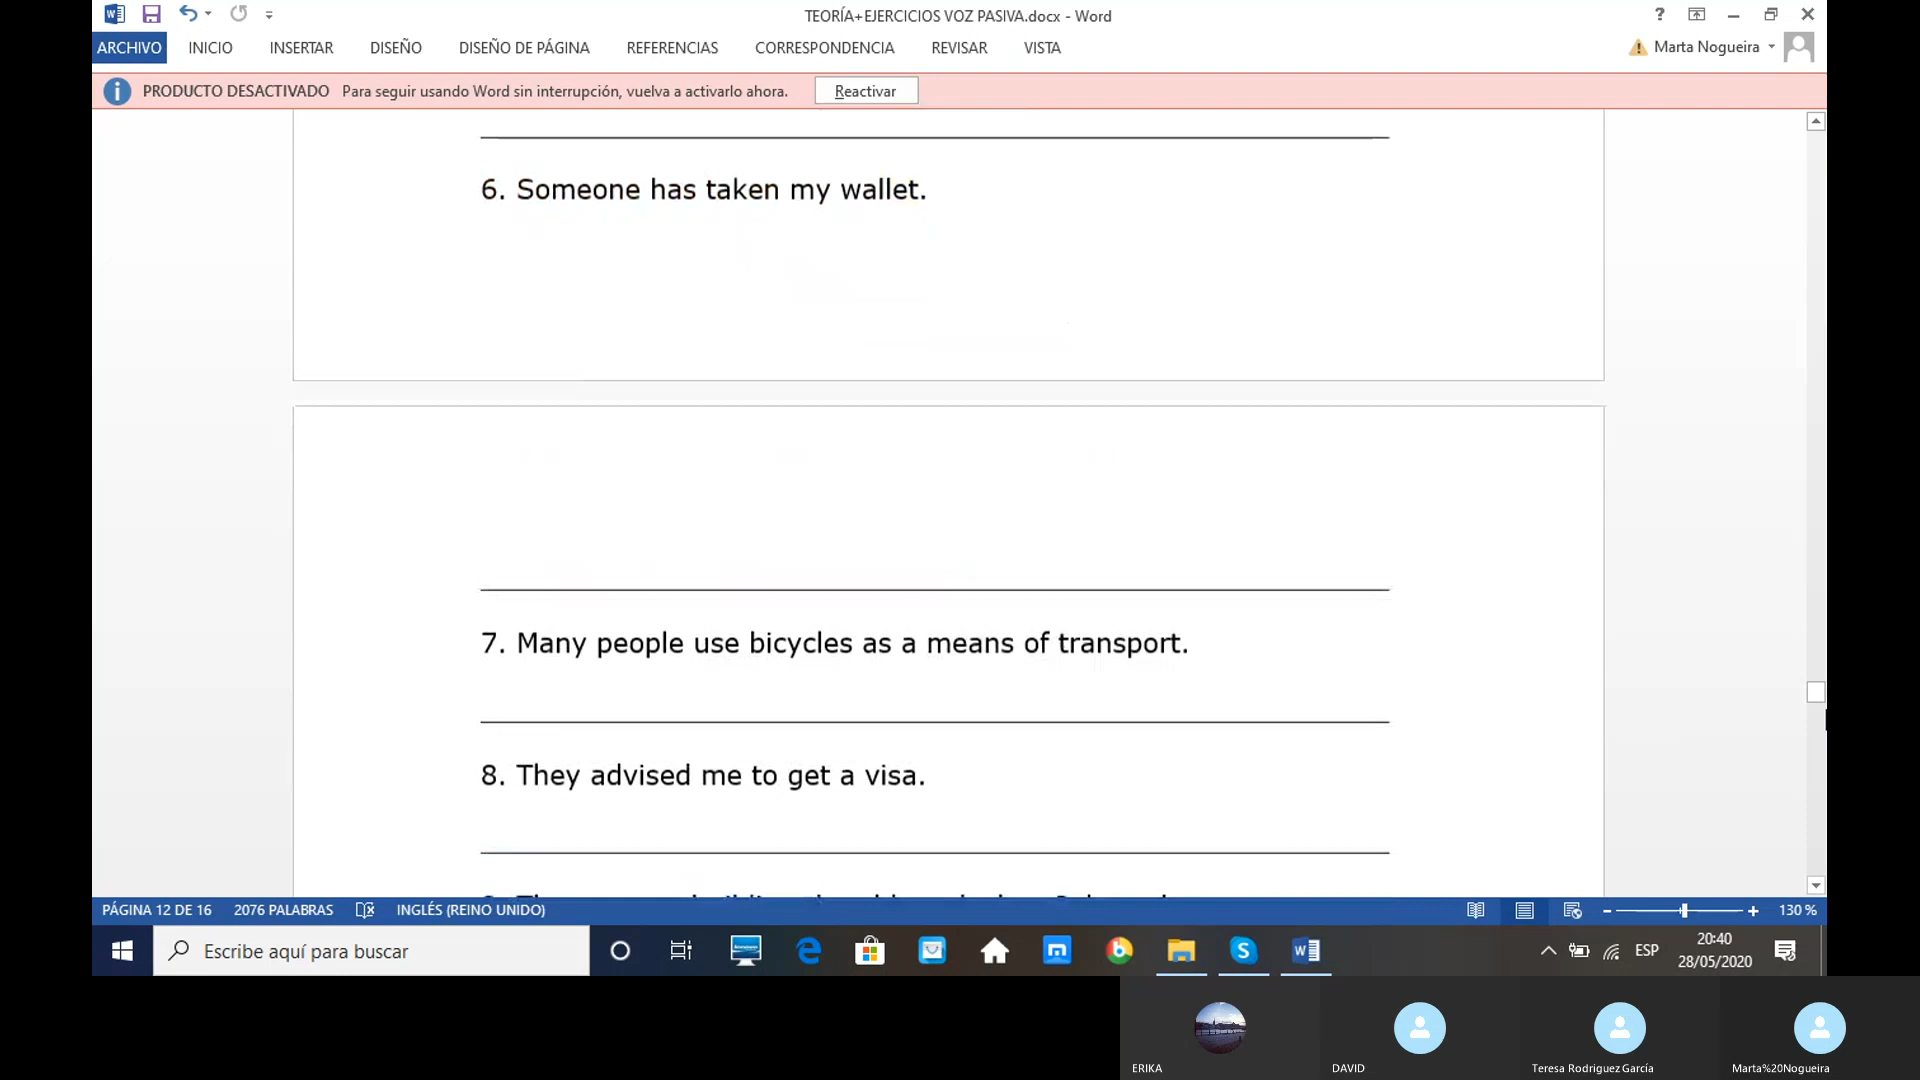 TEORÍA+EJERCICIOS VOZ PASIVA.docx - Word
ARCHIVO INICIO INSERTAR DISEÑO DISEÑO DE PÁGINA REFERENCIAS CORRESPONDENCIA REVISAR VISTA Marta Nogueira
PRODUCTO DESACTIVADO Para seguir usando Word sin interrupción, vuelva a activarlo ahora. Reactivar
6. Someone has taken my wallet.
7. Many people use bicycles as a means of transport.
8. They advised me to get a visa.
PÁGINA 12 DE 16 2076 PALABRAS INGLÉS (REINO UNIDO) 130 %
Escribe aquí para buscar ESP 20:40
28/05/2020
ERIKA DAVID Teresa Rodriguez García Marta%20Nogueira